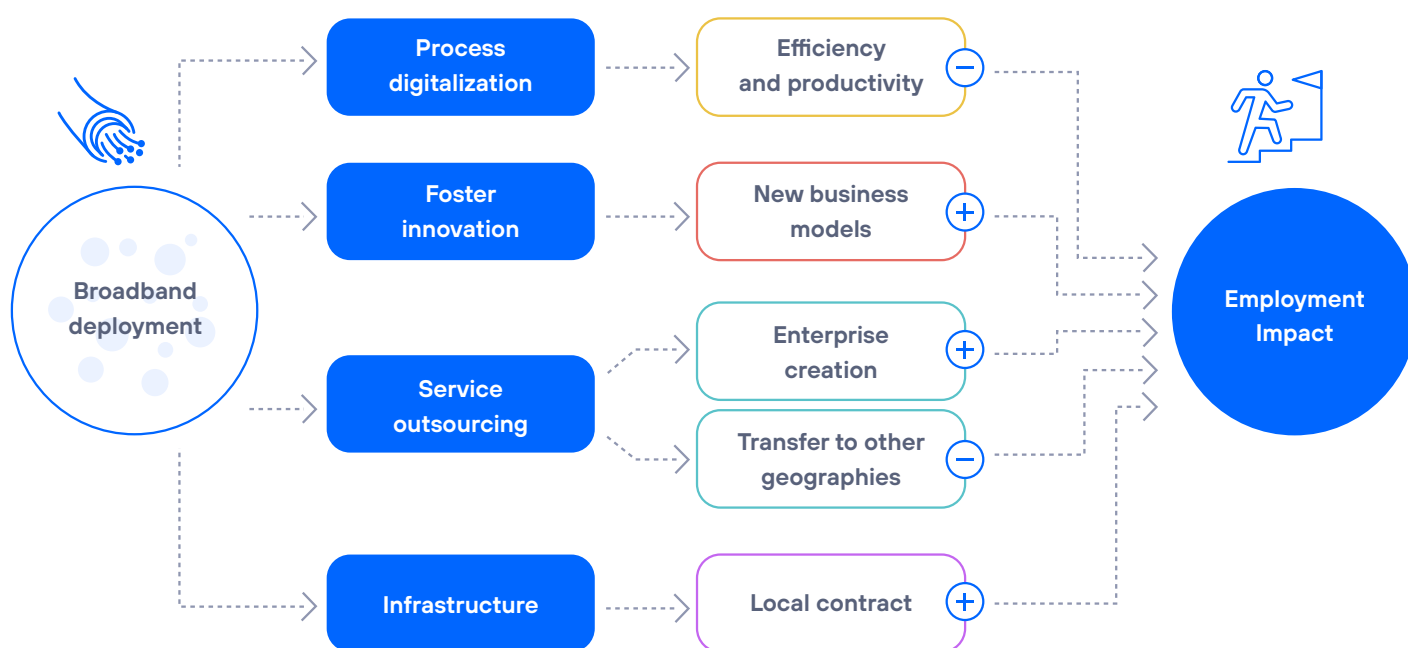 Process
digitalization
Efficiency
and productivity
Foster
innovation
New business
models
Broadband
deployment
Enterprise
creation
Employment
Impact
Service
outsourcing
Transfer to other
geographies
Infrastructure
Local contract